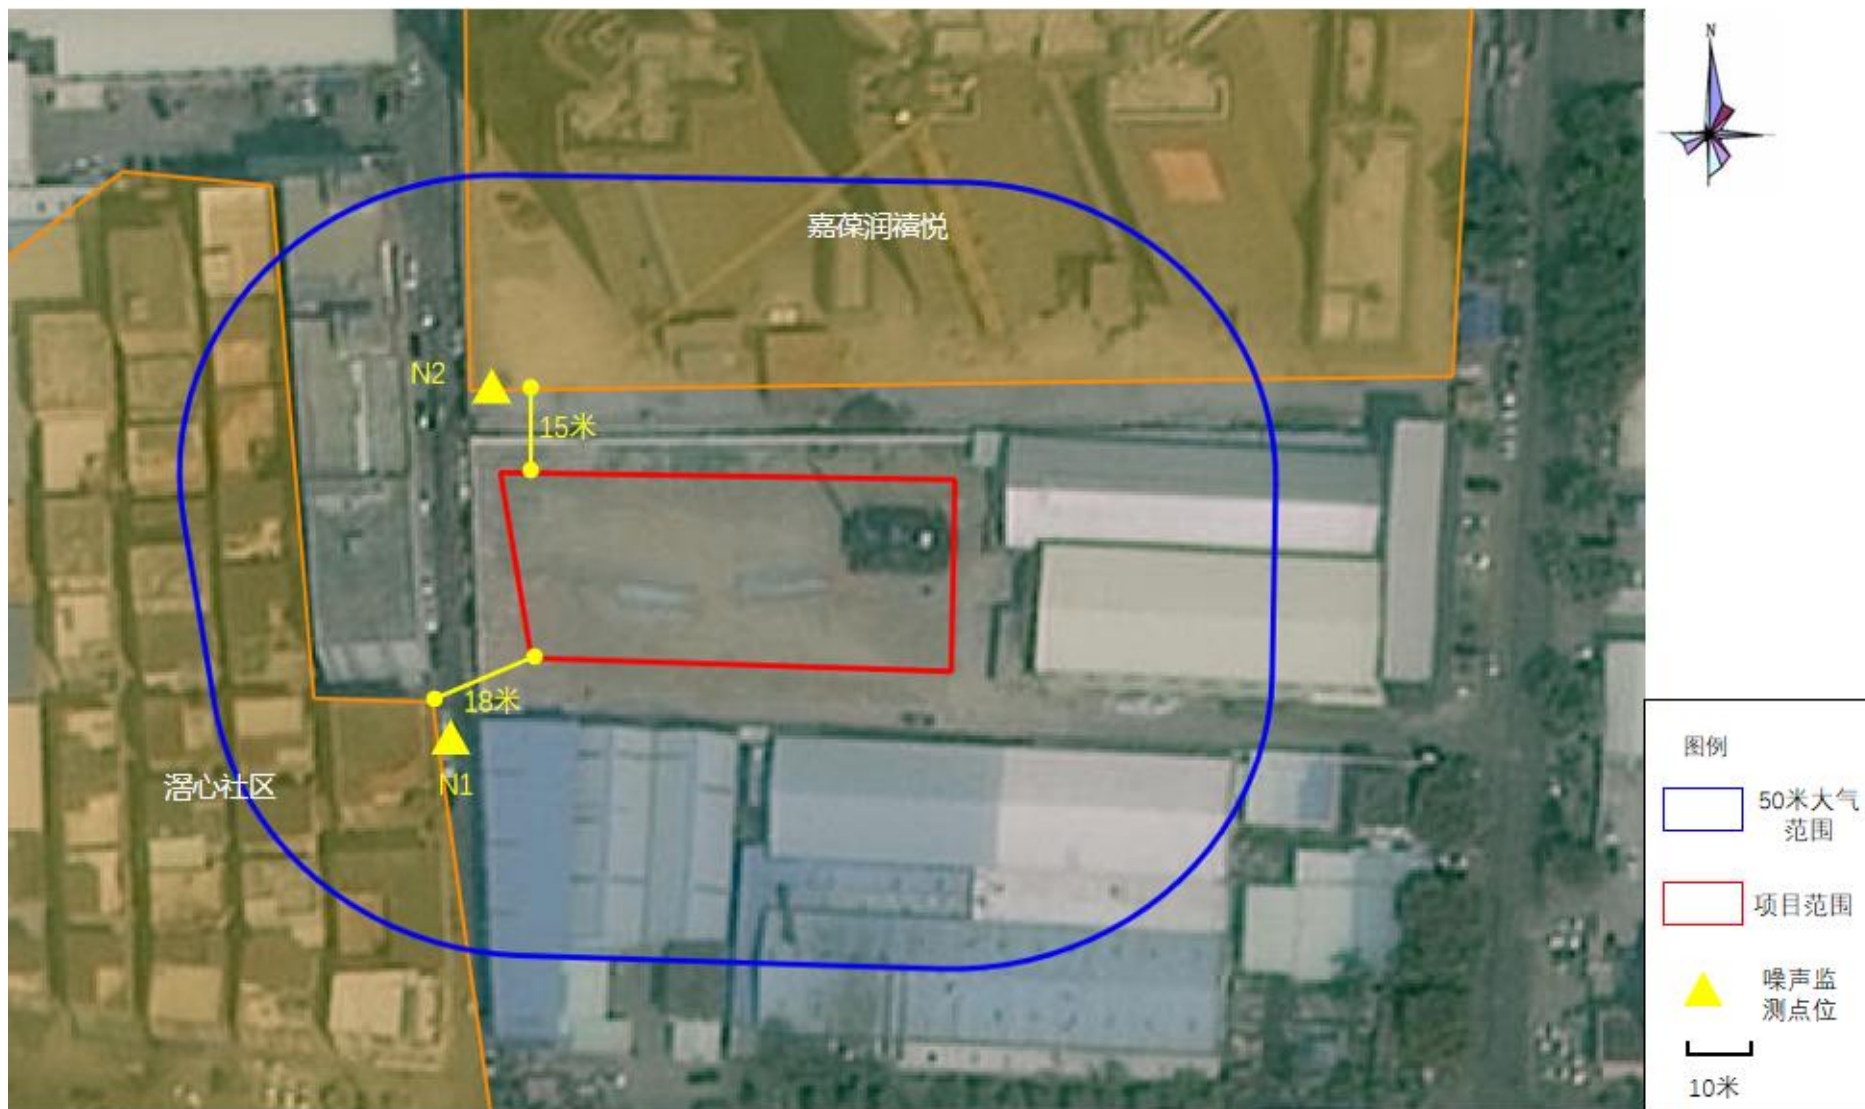 N
嘉葆润禧悦
N2
15米
18米
N1
滘心社区
图例
50米大气
范围
项目范围
噪声监
测点位
10米